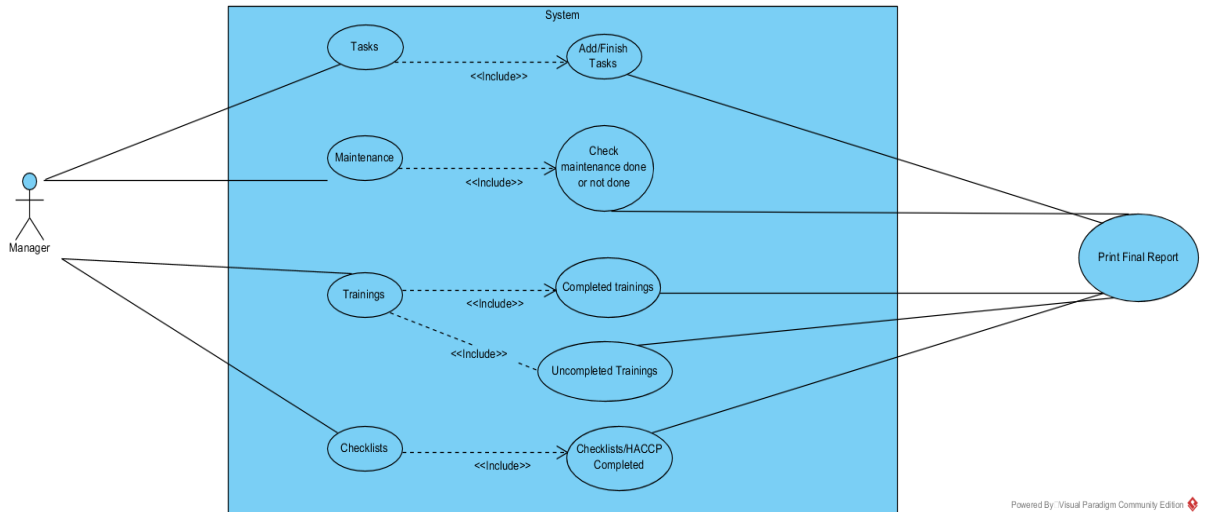 System
Tasks
<<Include>>
Add/Finish
Tasks
Maintenance
<<Include>>
Check
maintenance done
or not done
Manager
Print Final Report
Trainings
<<Include>>
Completed trainings
<<Include>>
Uncompleted Trainings
Checklists
<<Include>>
Checklists/HACCP
Completed
Powered By Visual Paradigm Community Edition